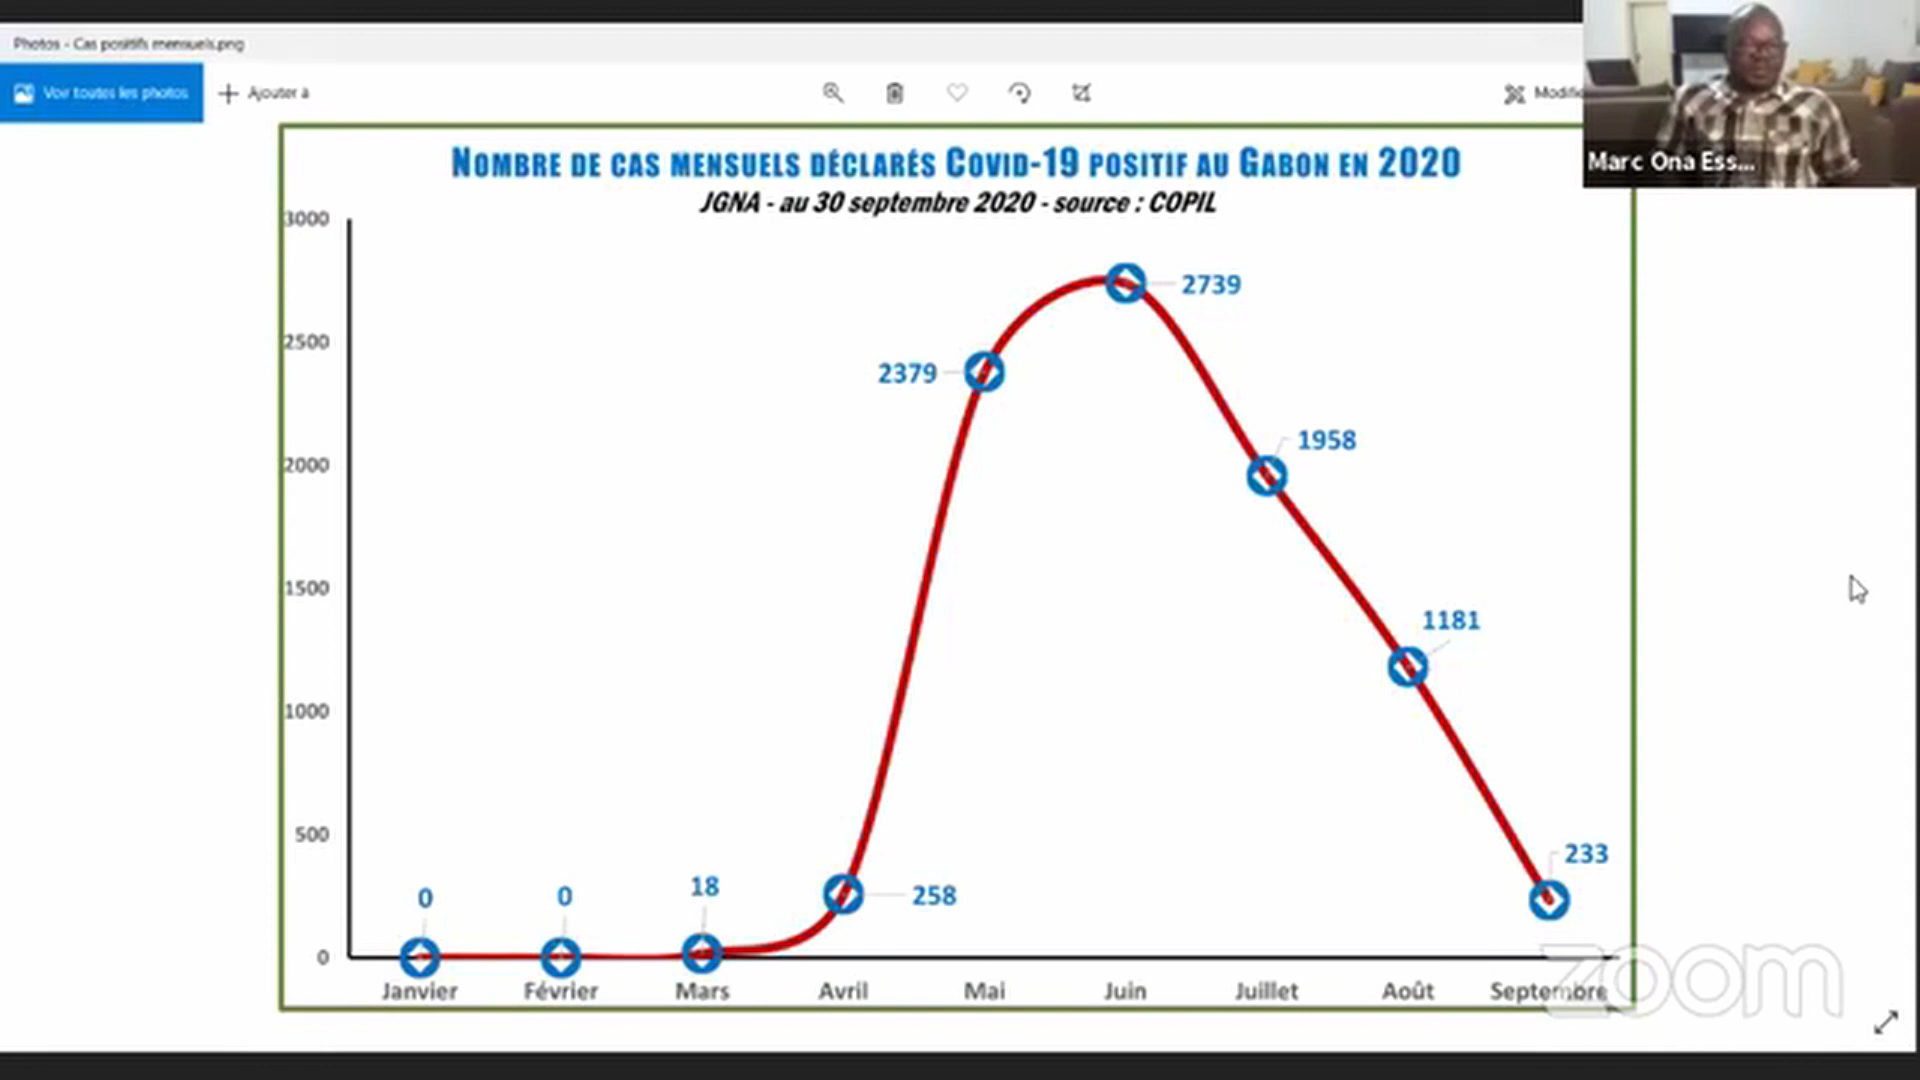 Photos - Cas positifs mensuels.png
Voir toutes les photos
Ajouter à
Modifie
Marc Ona Ess...
NOMBRE DE CAS MENSUELS DÉCLARÉS COVID-19 POSITIF AU GABON EN 2020
JGNA - au 30 septembre 2020 - source : COPIL
3000
2739
2500
2379
1958
2000
1500
1181
1000
500
233
0
0
18
258
0
Janvier
Février
Mars
Avril
Mai
Juin
Juillet
Août
Septembre
zoom